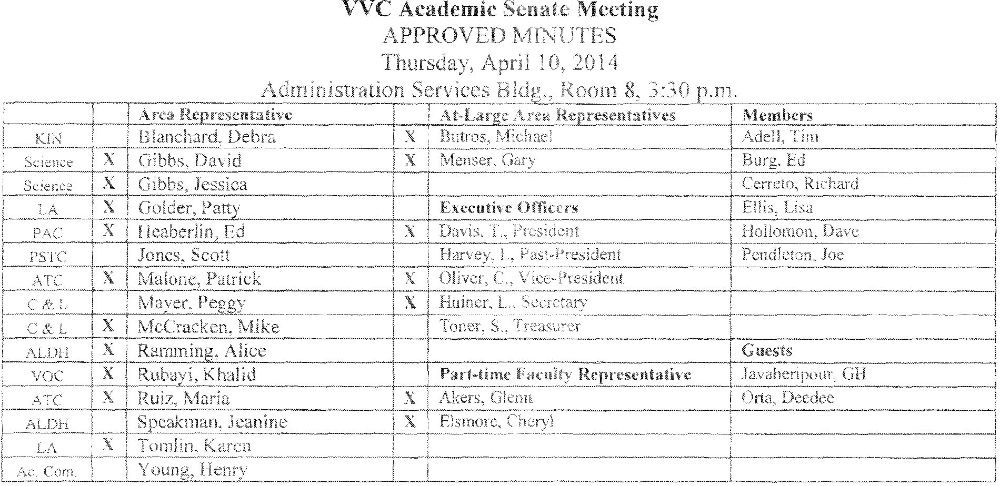 VVC Academic Senate Meeting
APPROVED MINUTES
Thursday, April 10, 2014
Administration Services Bldg., Room 8, 3:30 p.m.
Area Representative At-Large Area Representatives Members
KIN Blanchard, Debra X Butros, Michael Adell, Tim
Science X Gibbs, David X Menser, Gary Burg, Ed
Science X Gibbs, Jessica Cerreto, Richard
LA X Golder, Patty Executive Officers Ellis, Lisa
PAC X Heaberlin, Ed X Davis, T., President Hollomon, Dave
PSTC Jones, Scott Harvey, L., Past-President Pendleton, Joe
ATC X Malone, Patrick X Oliver, C., Vice-President
C & L Mayer, Peggy X Huiner, L., Secretary
C & L X McCracken, Mike Toner, S., Treasurer
ALDH X Ramming, Alice Guests
VOC X Rubayi, Khalid Part-time Faculty Representative Javaheripour, GH
ATC X Ruiz, Maria X Akers, Glenn Orta, Deedee
ALDH Speakman, Jeanine X Elsmore, Cheryl
LA X Tomlin, Karen
Ac. Com. Young, Henry